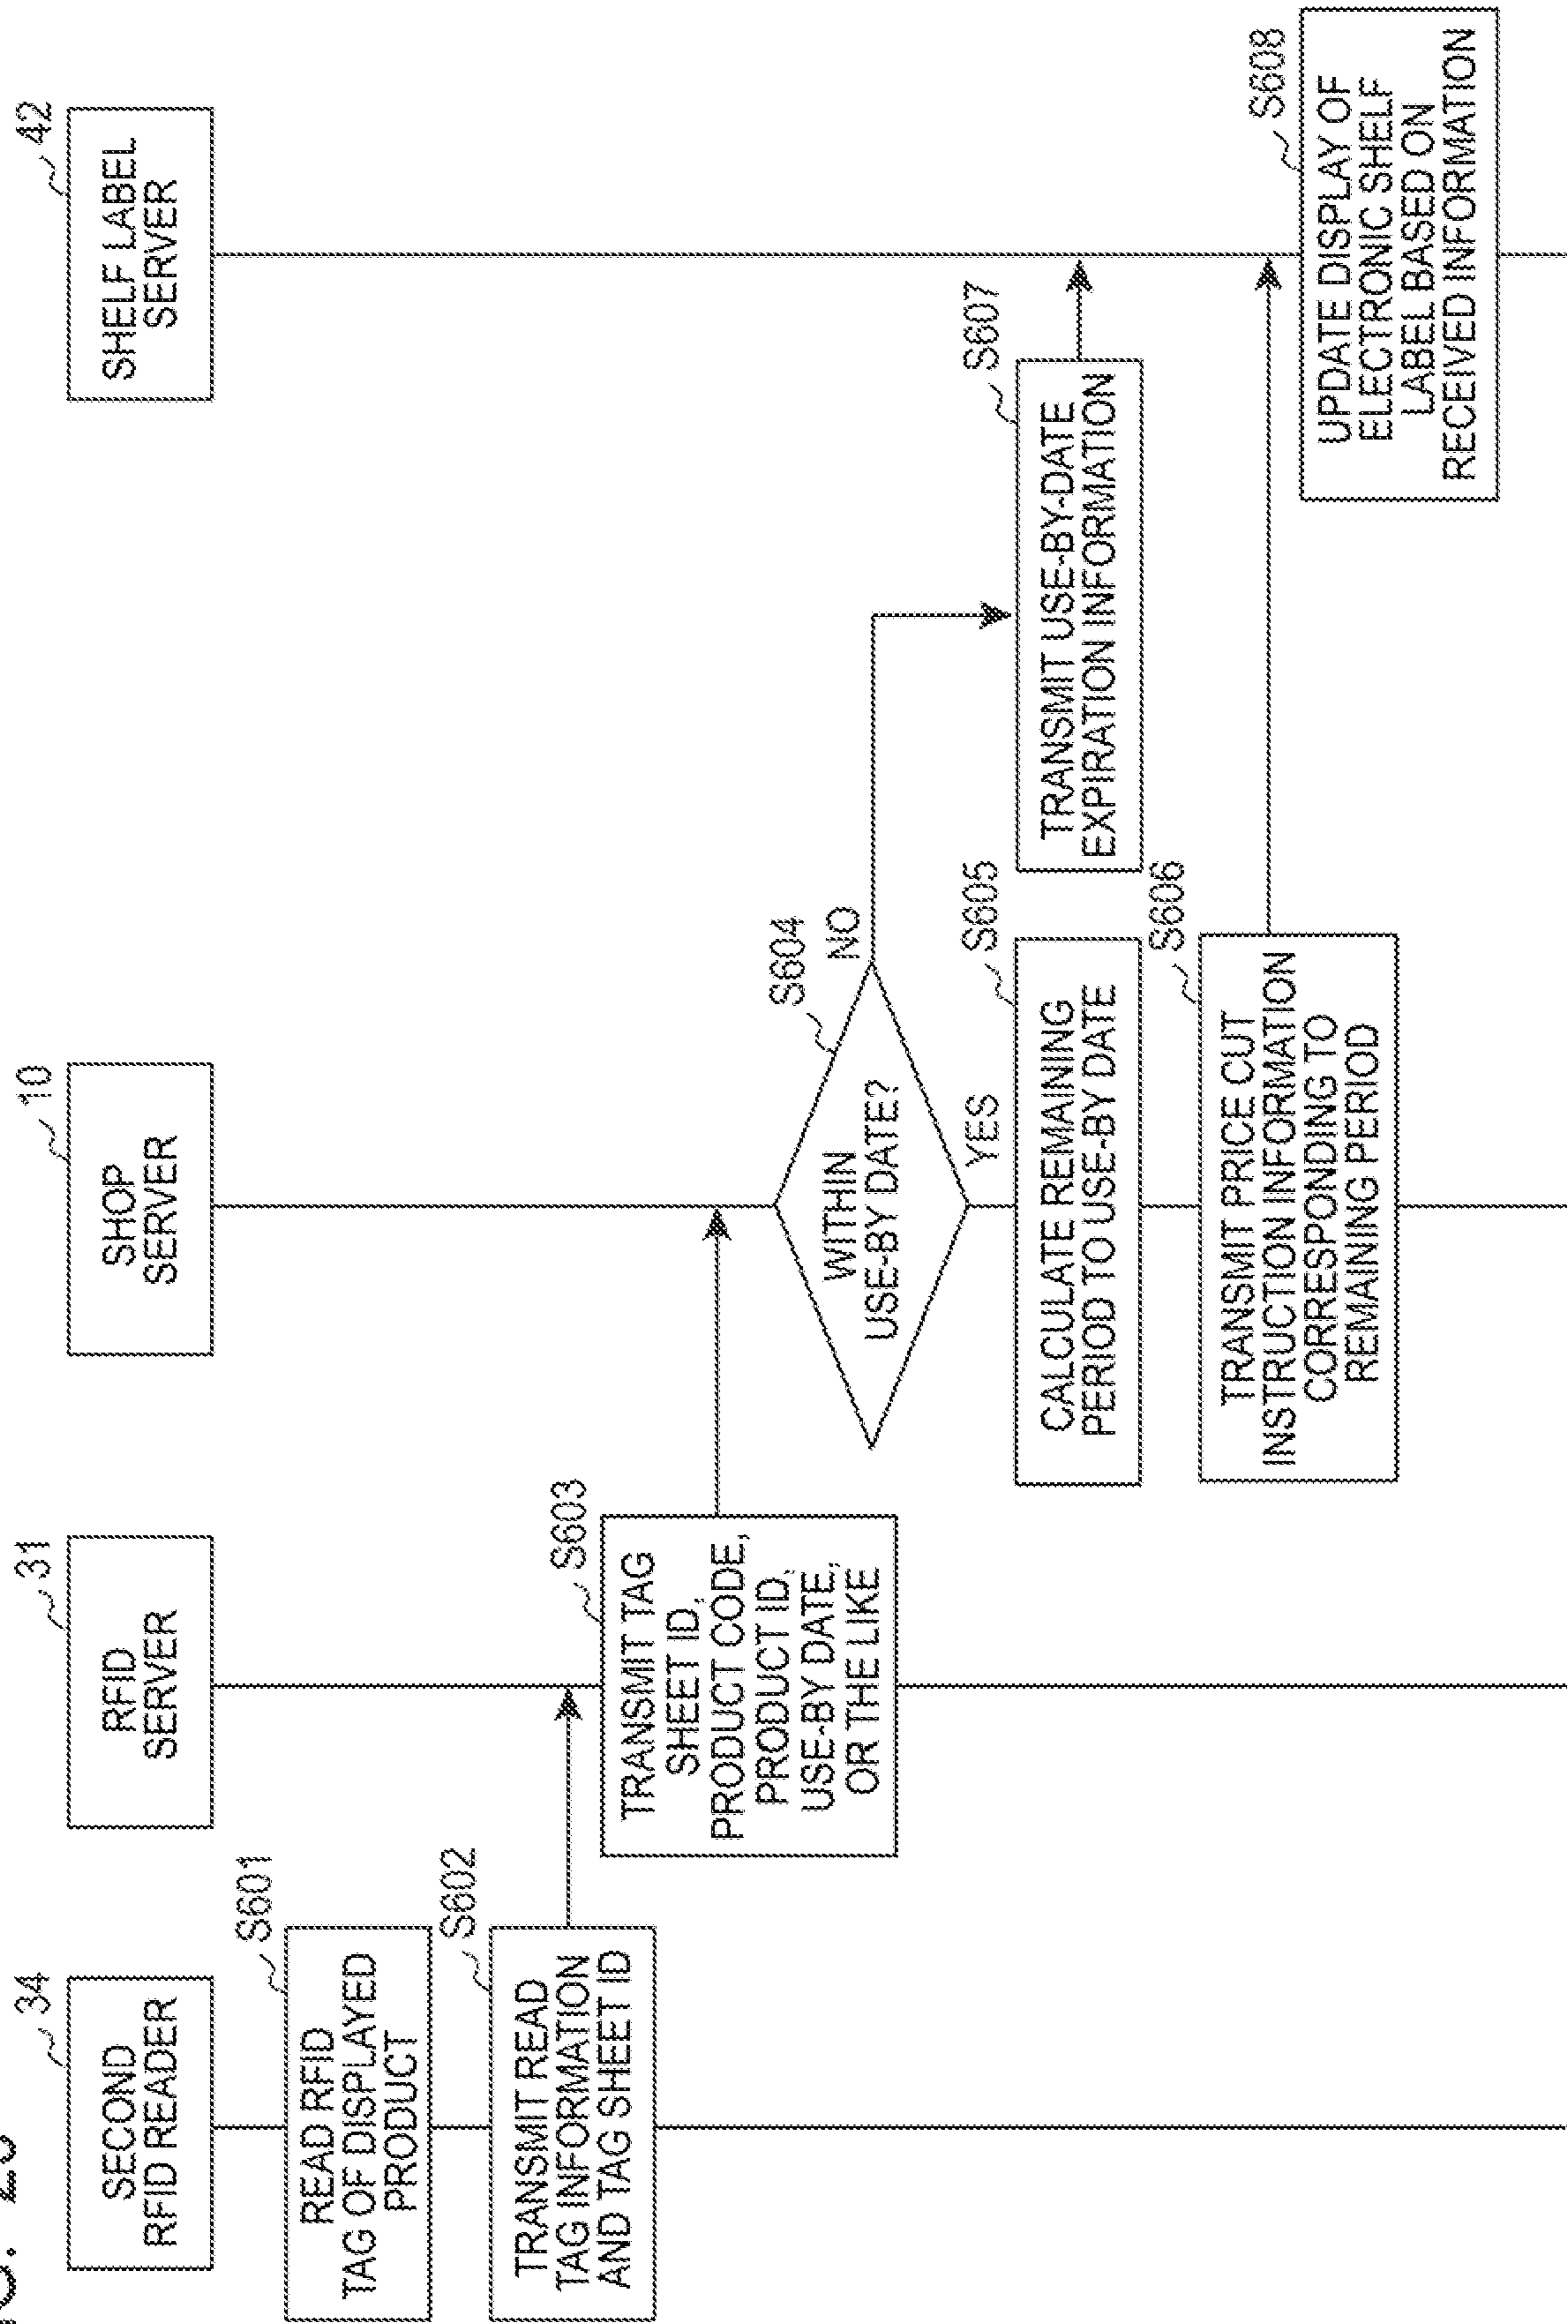 34
SECOND
RFID READER
31
RFID
SERVER
10
SHOP
SERVER
42
SHELF LABEL
SERVER
S601
READ RFID
TAG OF DISPLAYED
PRODUCT
S602
TRANSMIT READ
TAG INFORMATION
AND TAG SHEET ID
S603
TRANSMIT TAG
SHEET ID,
PRODUCT CODE,
PRODUCT ID,
USE-BY DATE,
OR THE LIKE
S604
WITHIN
USE-BY DATE?
NO
YES
S605
CALCULATE REMAINING
PERIOD TO USE-BY DATE
S607
TRANSMIT USE-BY-DATE
EXPIRATION INFORMATION
S606
TRANSMIT PRICE CUT
INSTRUCTION INFORMATION
CORRESPONDING TO
REMAINING PERIOD
S608
UPDATE DISPLAY OF
ELECTRONIC SHELF
LABEL BASED ON
RECEIVED INFORMATION